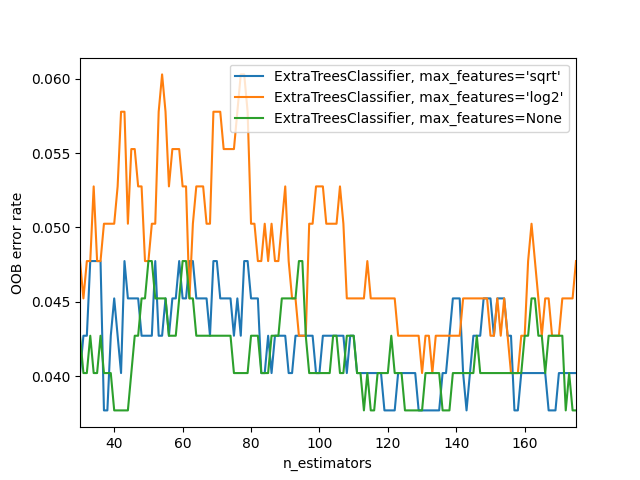 ExtraTreesClassifier, max_features='sqrt'
ExtraTreesClassifier, max_features='log2'
ExtraTreesClassifier, max_features=None
OOB error rate
0.060
0.055
0.050
0.045
0.040
40 60 80 100 120 140 160
n_estimators